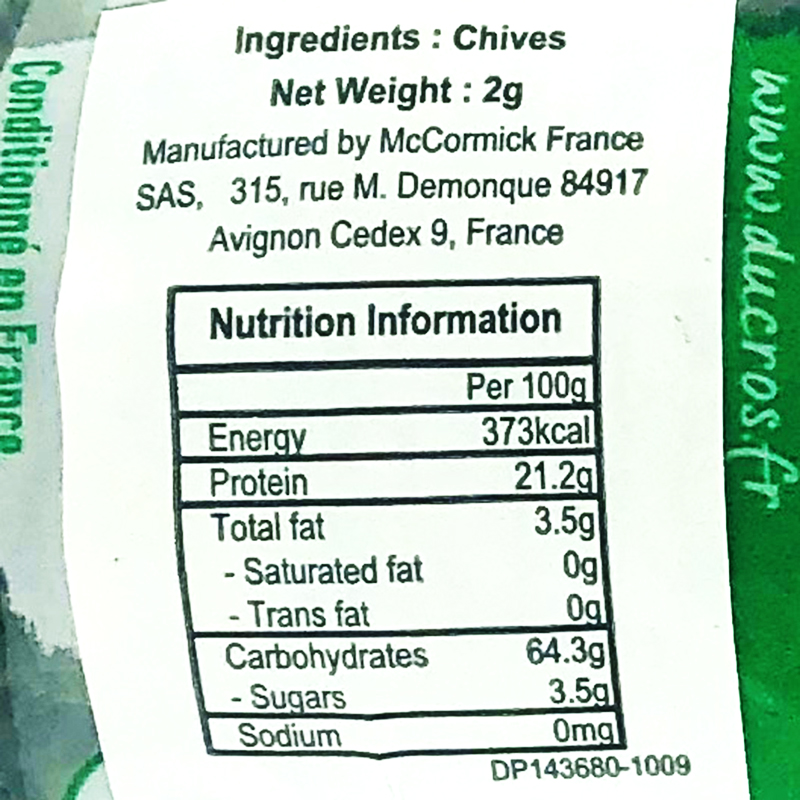 Ingredients : Chives
Net Weight : 2g
Manufactured by McCormick France
SAS, 315, rue M. Demonque 84917
Avignon Cedex 9, France
Nutrition Information
Per 100g
Energy 373kcal
Protein 21.2g
Total fat 3.5g
- Saturated fat 0g
- Trans fat 0g
Carbohydrates 64.3g
- Sugars 3.5g
Sodium 0mg
DP143680-1009
Conditionné en France
www.ducros.fr